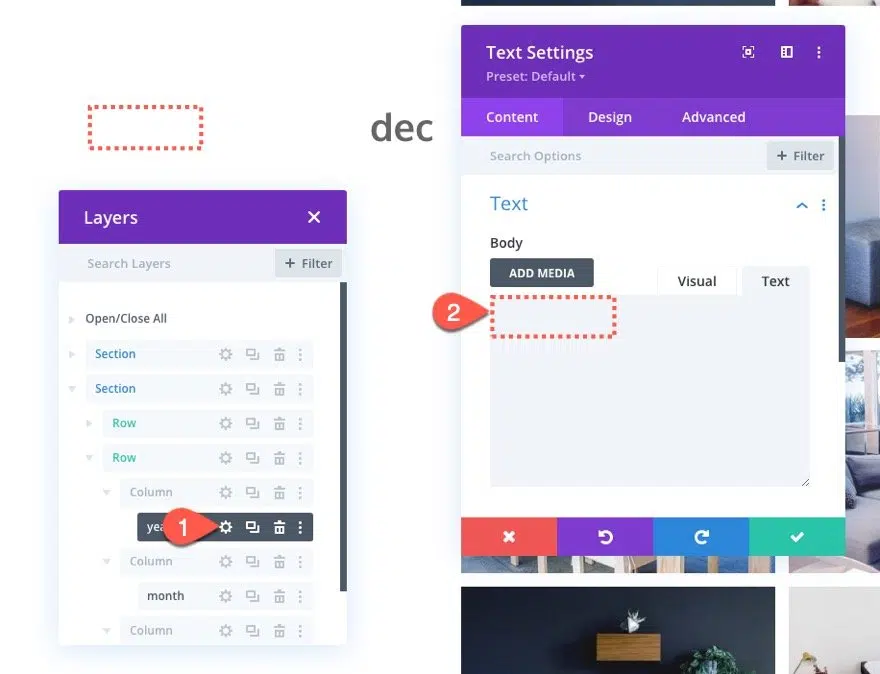 dec
Layers
Search Layers
+ Filter
Open/Close All
Section
Section
Row
Row
Column
1
Column
month
Column
Text Settings
Preset: Default
Content
Design
Advanced
Search Options
+ Filter
Text
Body
ADD MEDIA
Visual
Text
2